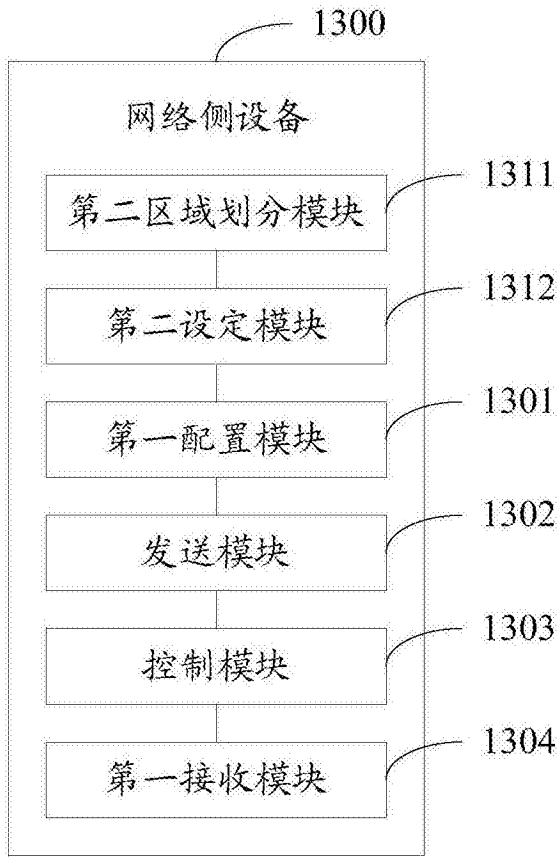 1300
网络侧设备
第二区域划分模块
1311
第二设定模块
1312
第一配置模块
1301
发送模块
1302
控制模块
1303
第一接收模块
1304